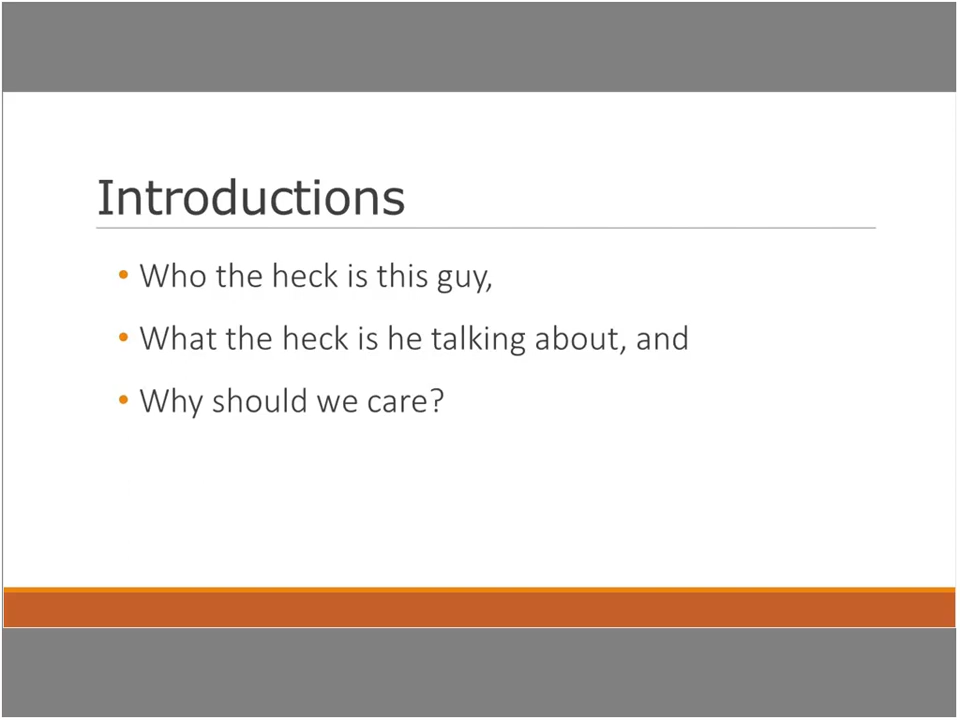 Introductions
• Who the heck is this guy,
• What the heck is he talking about, and
• Why should we care?